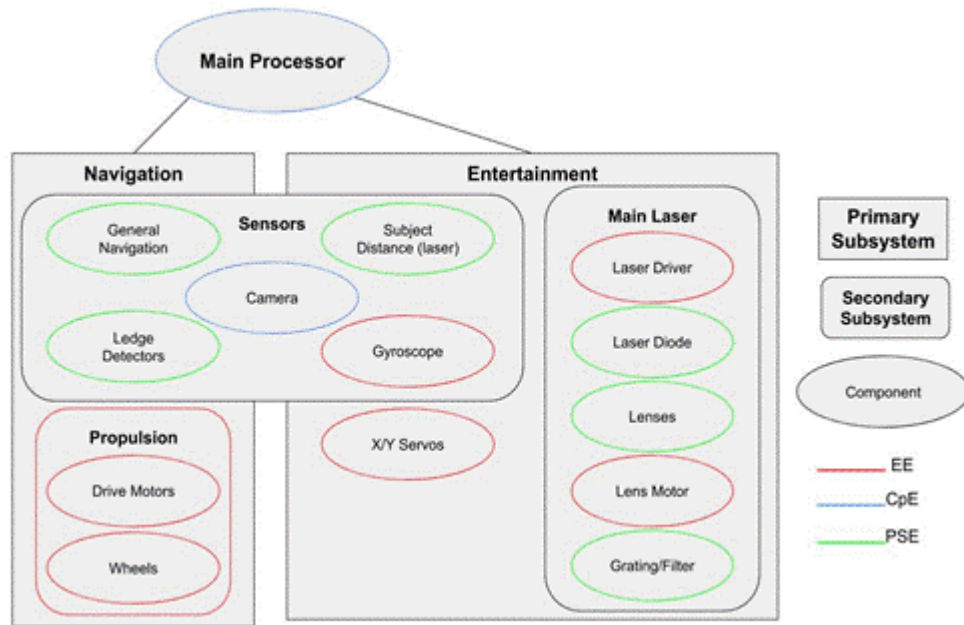 Main Processor
Navigation
Entertainment
Sensors
General
Navigation
Subject
Distance (laser)
Camera
Ledge
Detectors
Gyroscope
Propulsion
Drive Motors
Wheels
X/Y Servos
Main Laser
Laser Driver
Laser Diode
Lenses
Lens Motor
Grating/Filter
Primary
Subsystem
Secondary
Subsystem
Component
EE
CpE
PSE